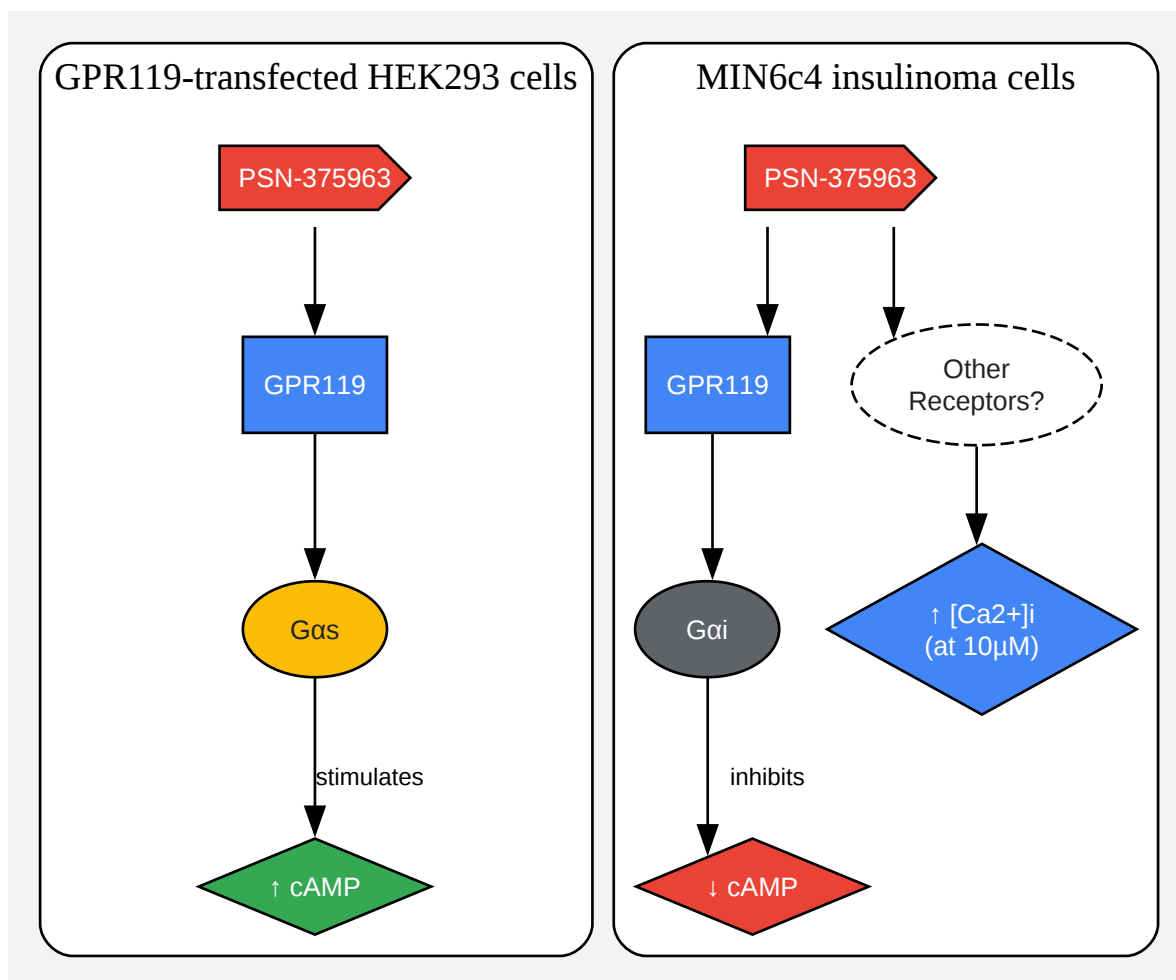 GPR119-transfected HEK293 cells
PSN-375963
GPR119
Gαs
stimulates
↑ cAMP
MIN6c4 insulinoma cells
PSN-375963
GPR119
Other
Receptors?
Gαi
↑ [Ca2+]i
(at 10µM)
inhibits
↓ cAMP